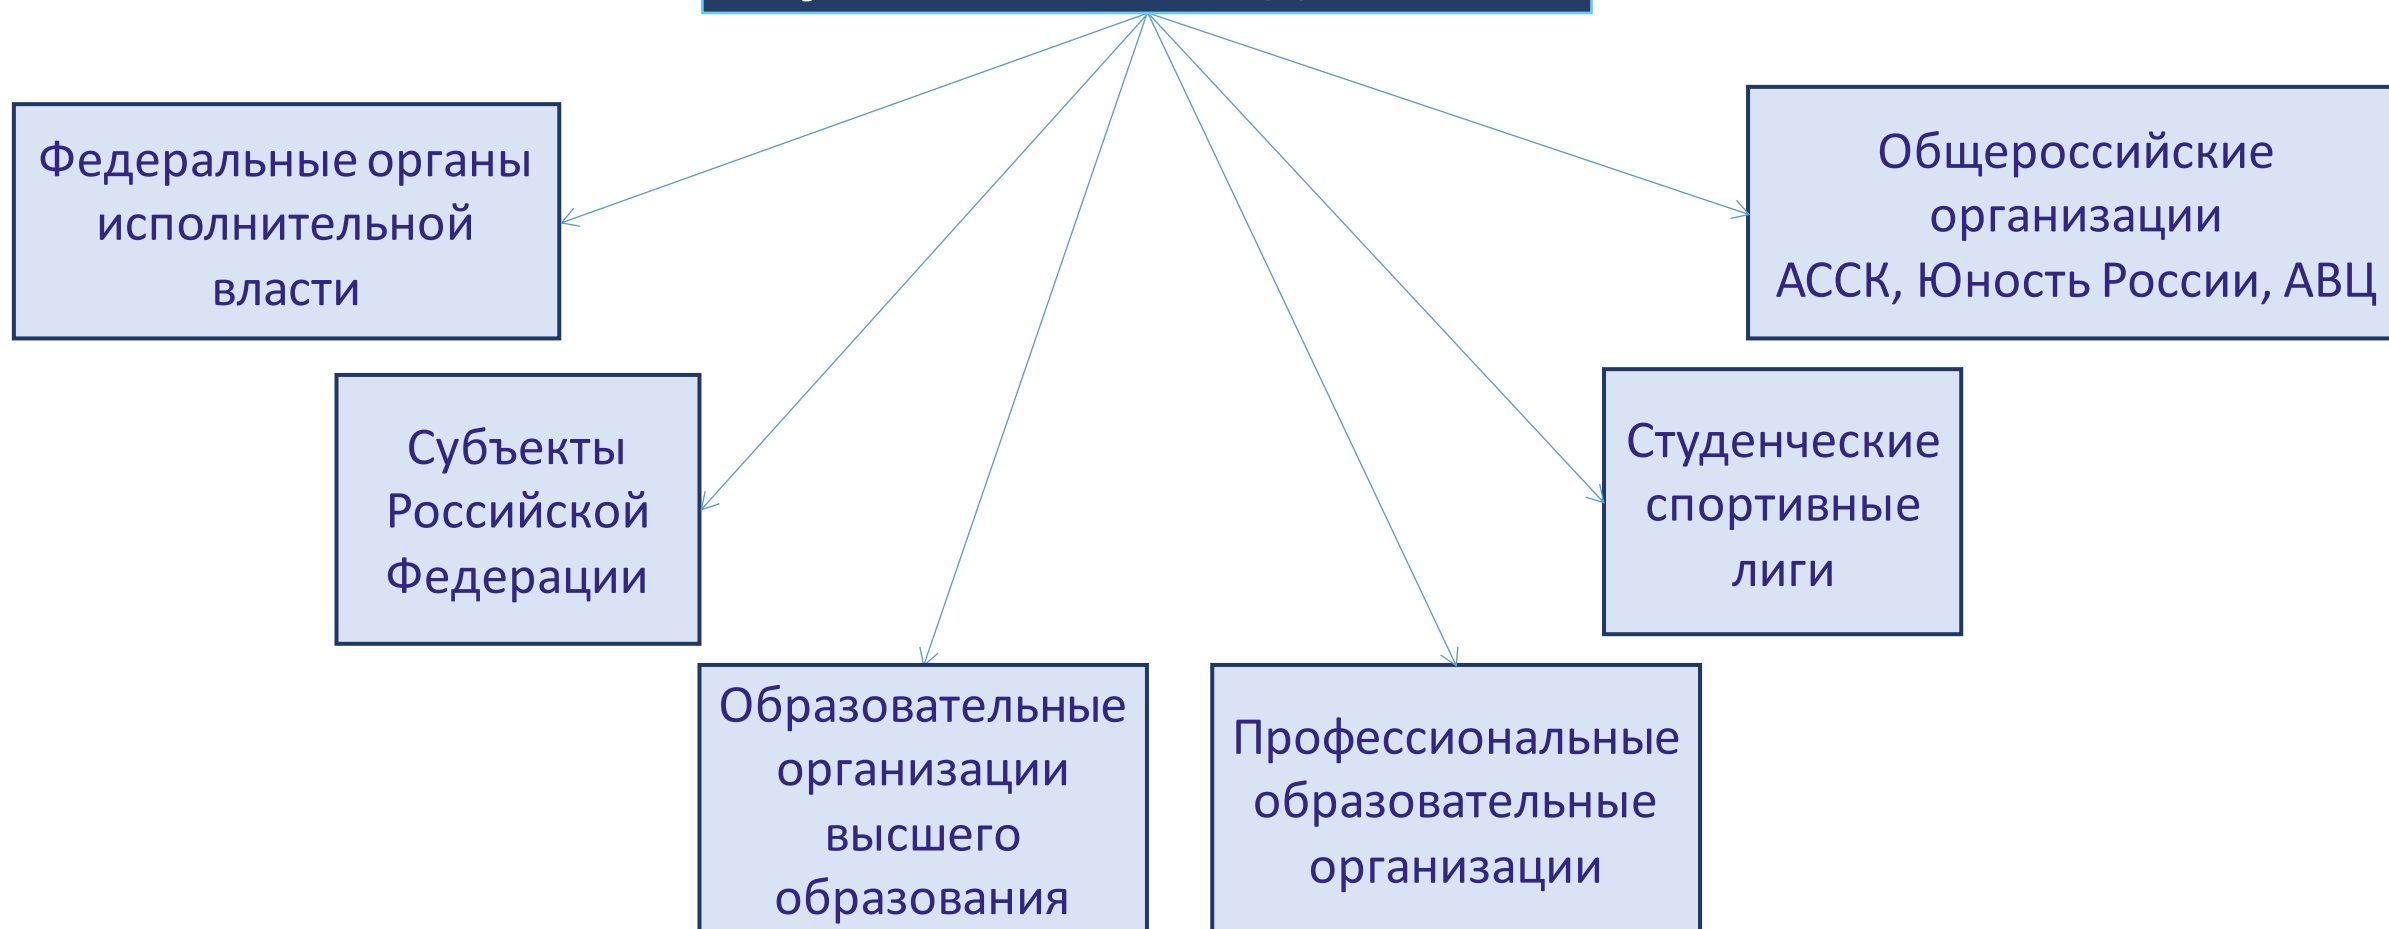 Федеральные органы
исполнительной
власти
Общероссийские
организации
АССК, Юность России, АВЦ
Субъекты
Российской
Федерации
Студенческие
спортивные
лиги
Образовательные
организации
высшего
образования
Профессиональные
образовательные
организации